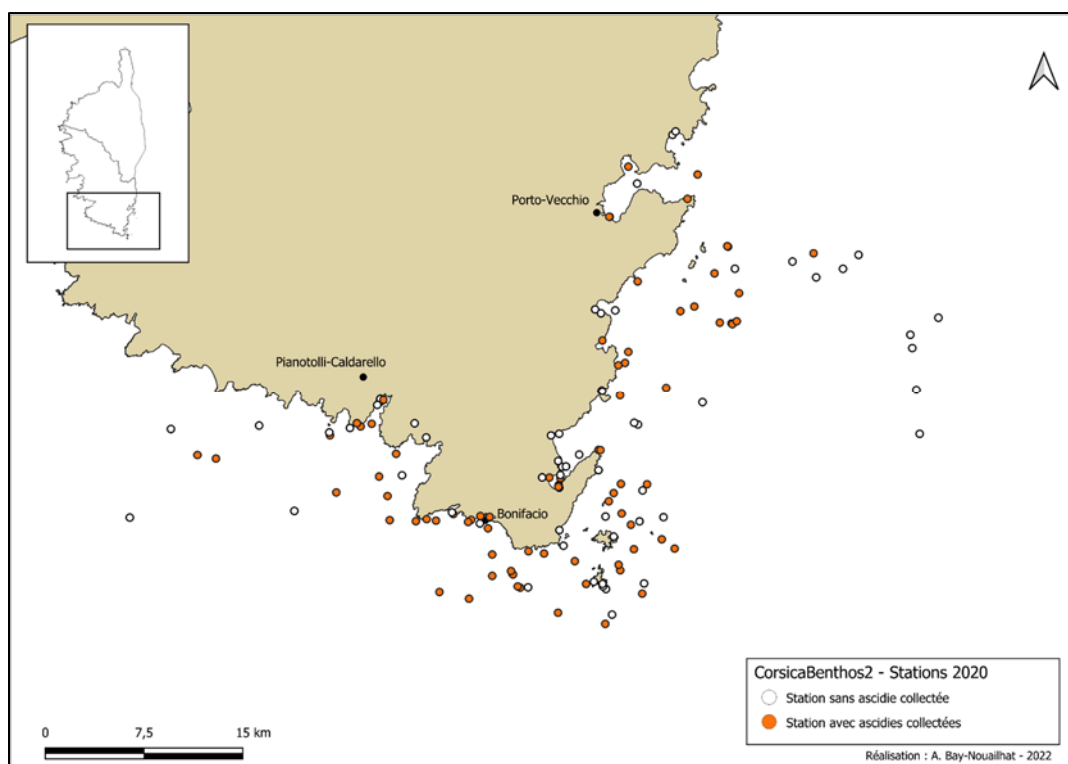 Porto-Vecchio
Pianotolli-Caldarello
Bonifacio
CorsicaBenthos2 - Stations 2020
Station sans ascidie collectée
Station avec ascidies collectées
0 7,5 15 km
Réalisation : A. Bay-Nouailhat - 2022